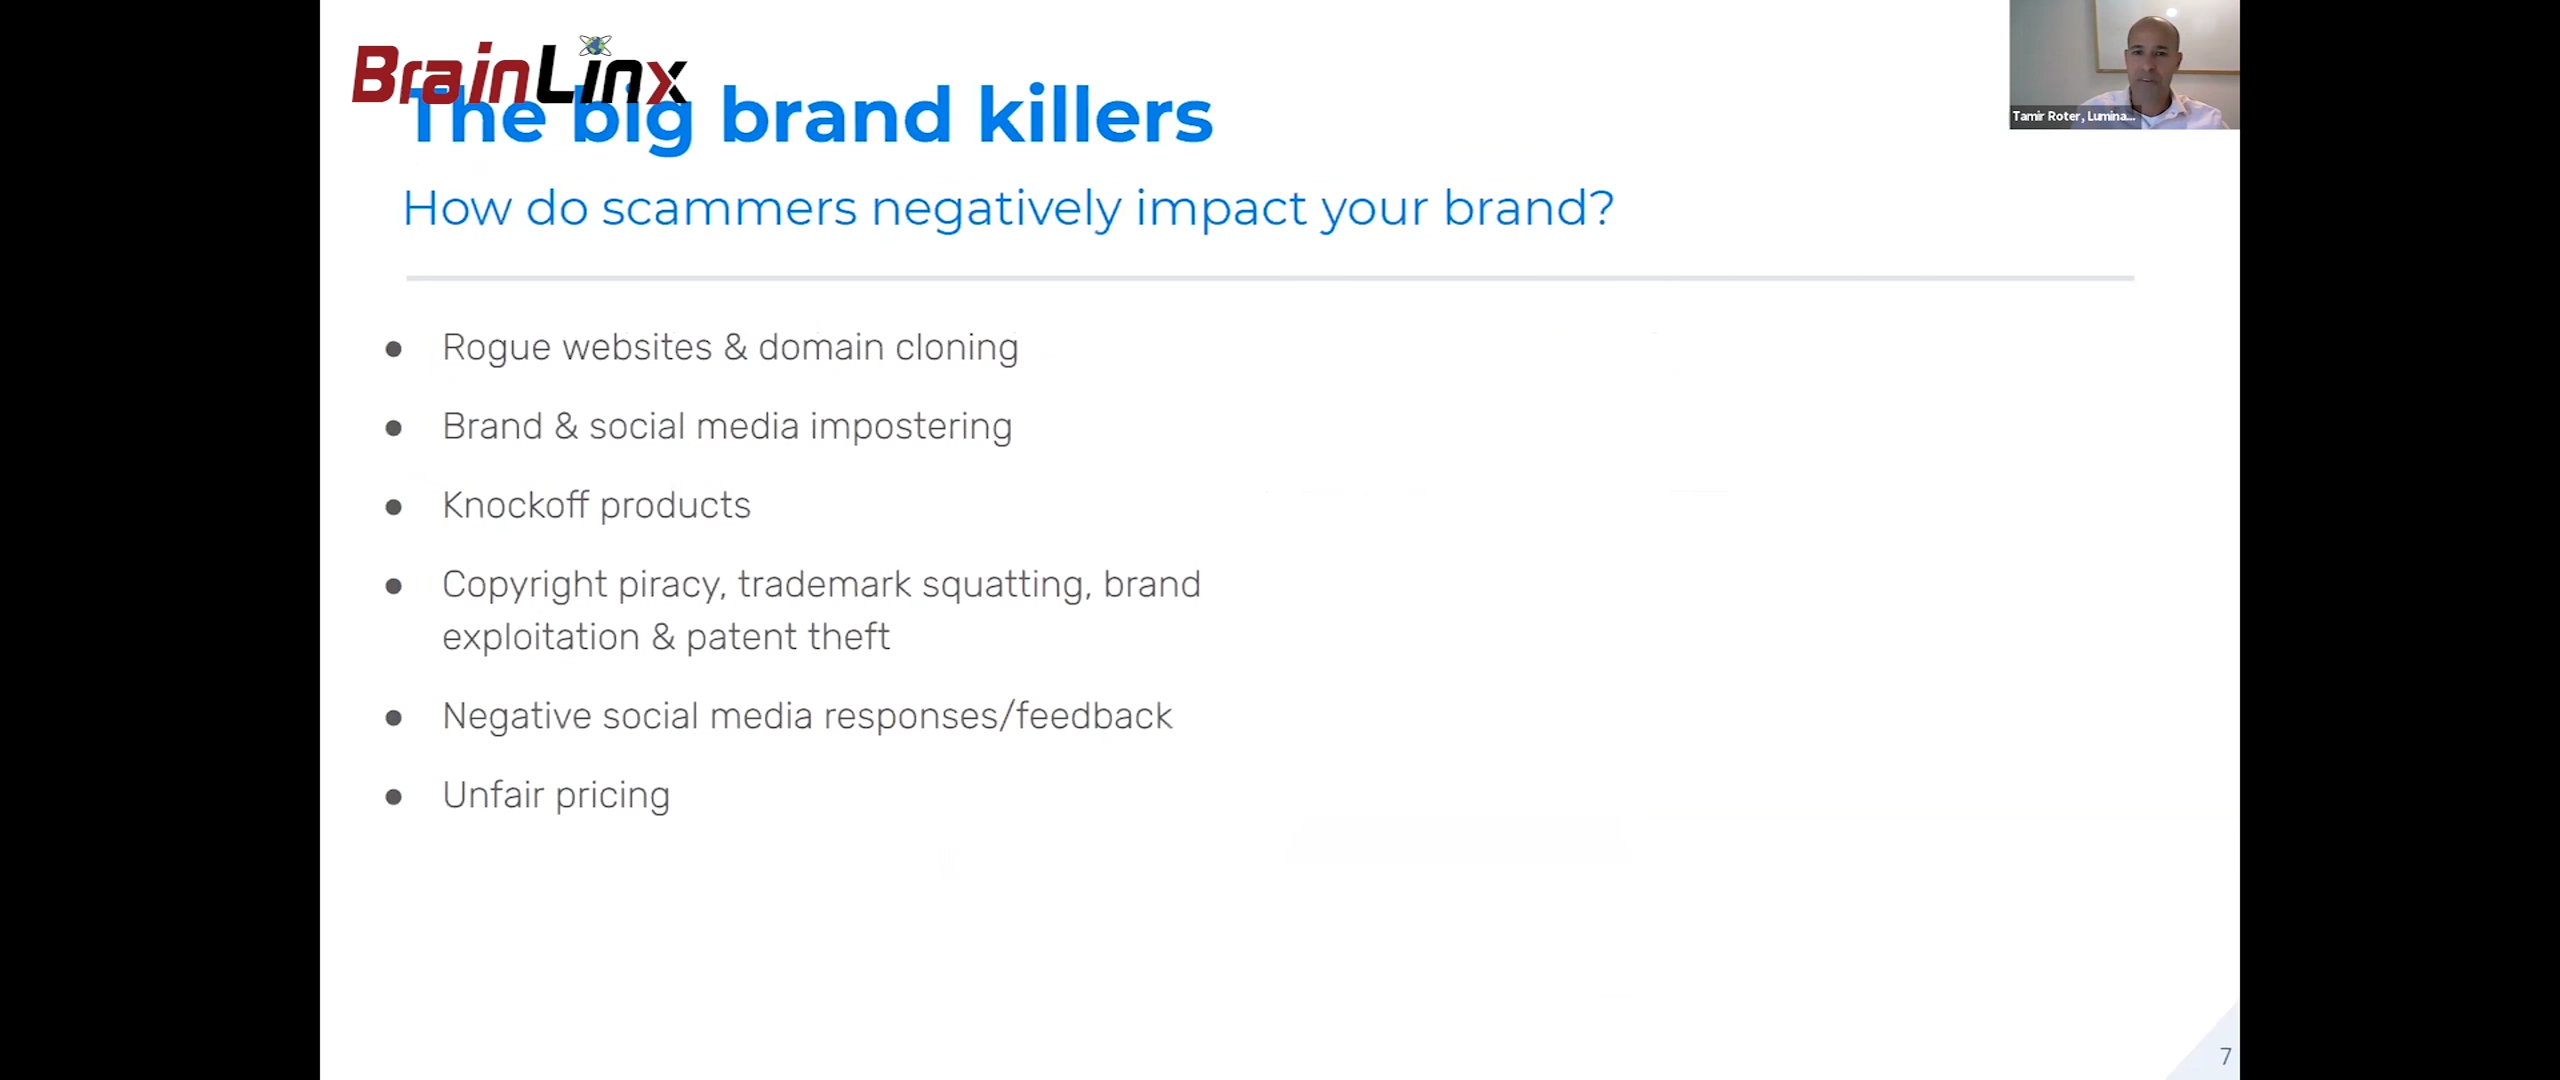 BrainLinx
The big brand killers
Tamir Roter, Lumina...
How do scammers negatively impact your brand?
● Rogue websites & domain cloning
● Brand & social media impostering
● Knockoff products
● Copyright piracy, trademark squatting, brand
exploitation & patent theft
● Negative social media responses/feedback
● Unfair pricing
7